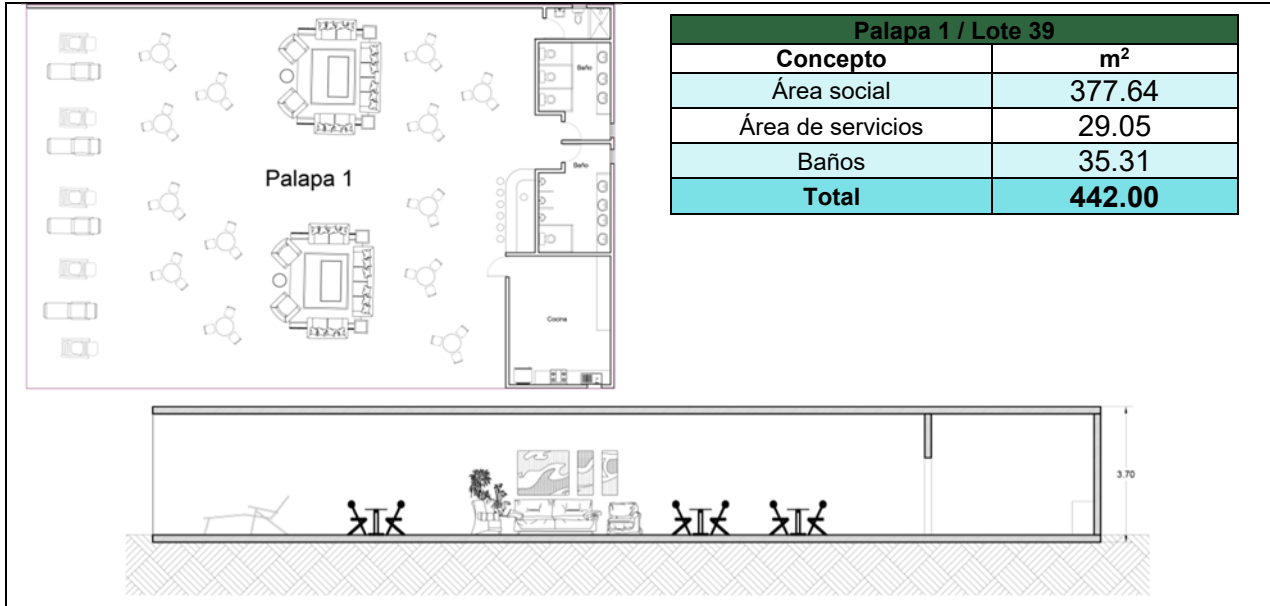 Palapa 1 / Lote 39
Concepto m²
Área social 377.64
Área de servicios 29.05
Baños 35.31
Total 442.00
Baño
Baño
Palapa 1
Cocina
3.70